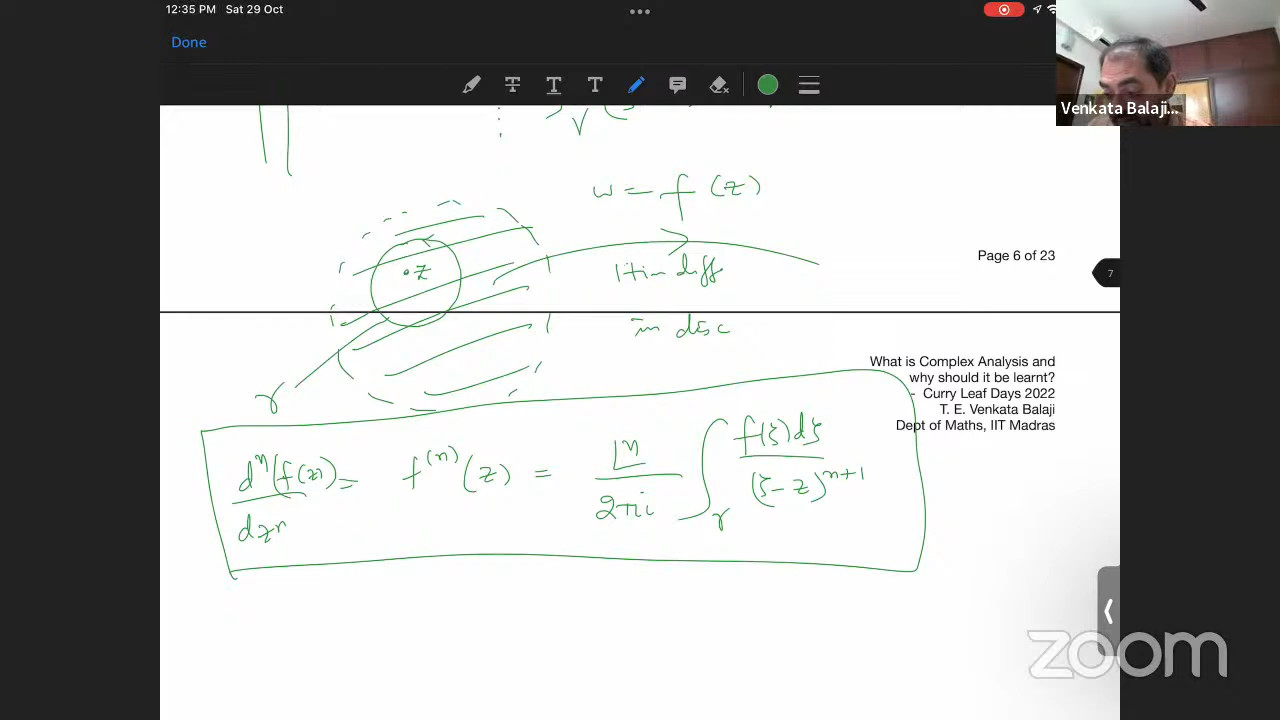 12:35 PM Sat 29 Oct
Done
Venkata Balaji...
w = f (z)
Page 6 of 23
7
z
1 tim diff
in disc
What is Complex Analysis and
why should it be learnt?
- Curry Leaf Days 2022
T. E. Venkata Balaji
Dept of Maths, IIT Madras
γ
dⁿ(f(z)) / dzⁿ = f⁽ⁿ⁾(z) = ⌊n / 2πi ∫_γ f(ζ)dζ / (ζ-z)ⁿ⁺¹
zoom